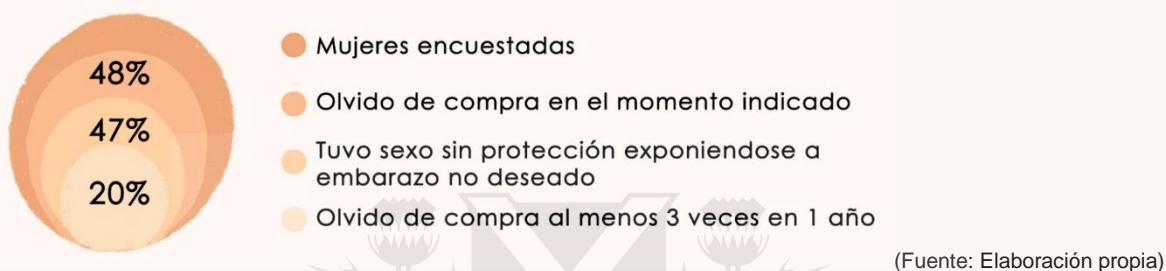 48%
47%
20%
Mujeres encuestadas
Olvido de compra en el momento indicado
Tuvo sexo sin protección exponiendose a
embarazo no deseado
Olvido de compra al menos 3 veces en 1 año
(Fuente: Elaboración propia)